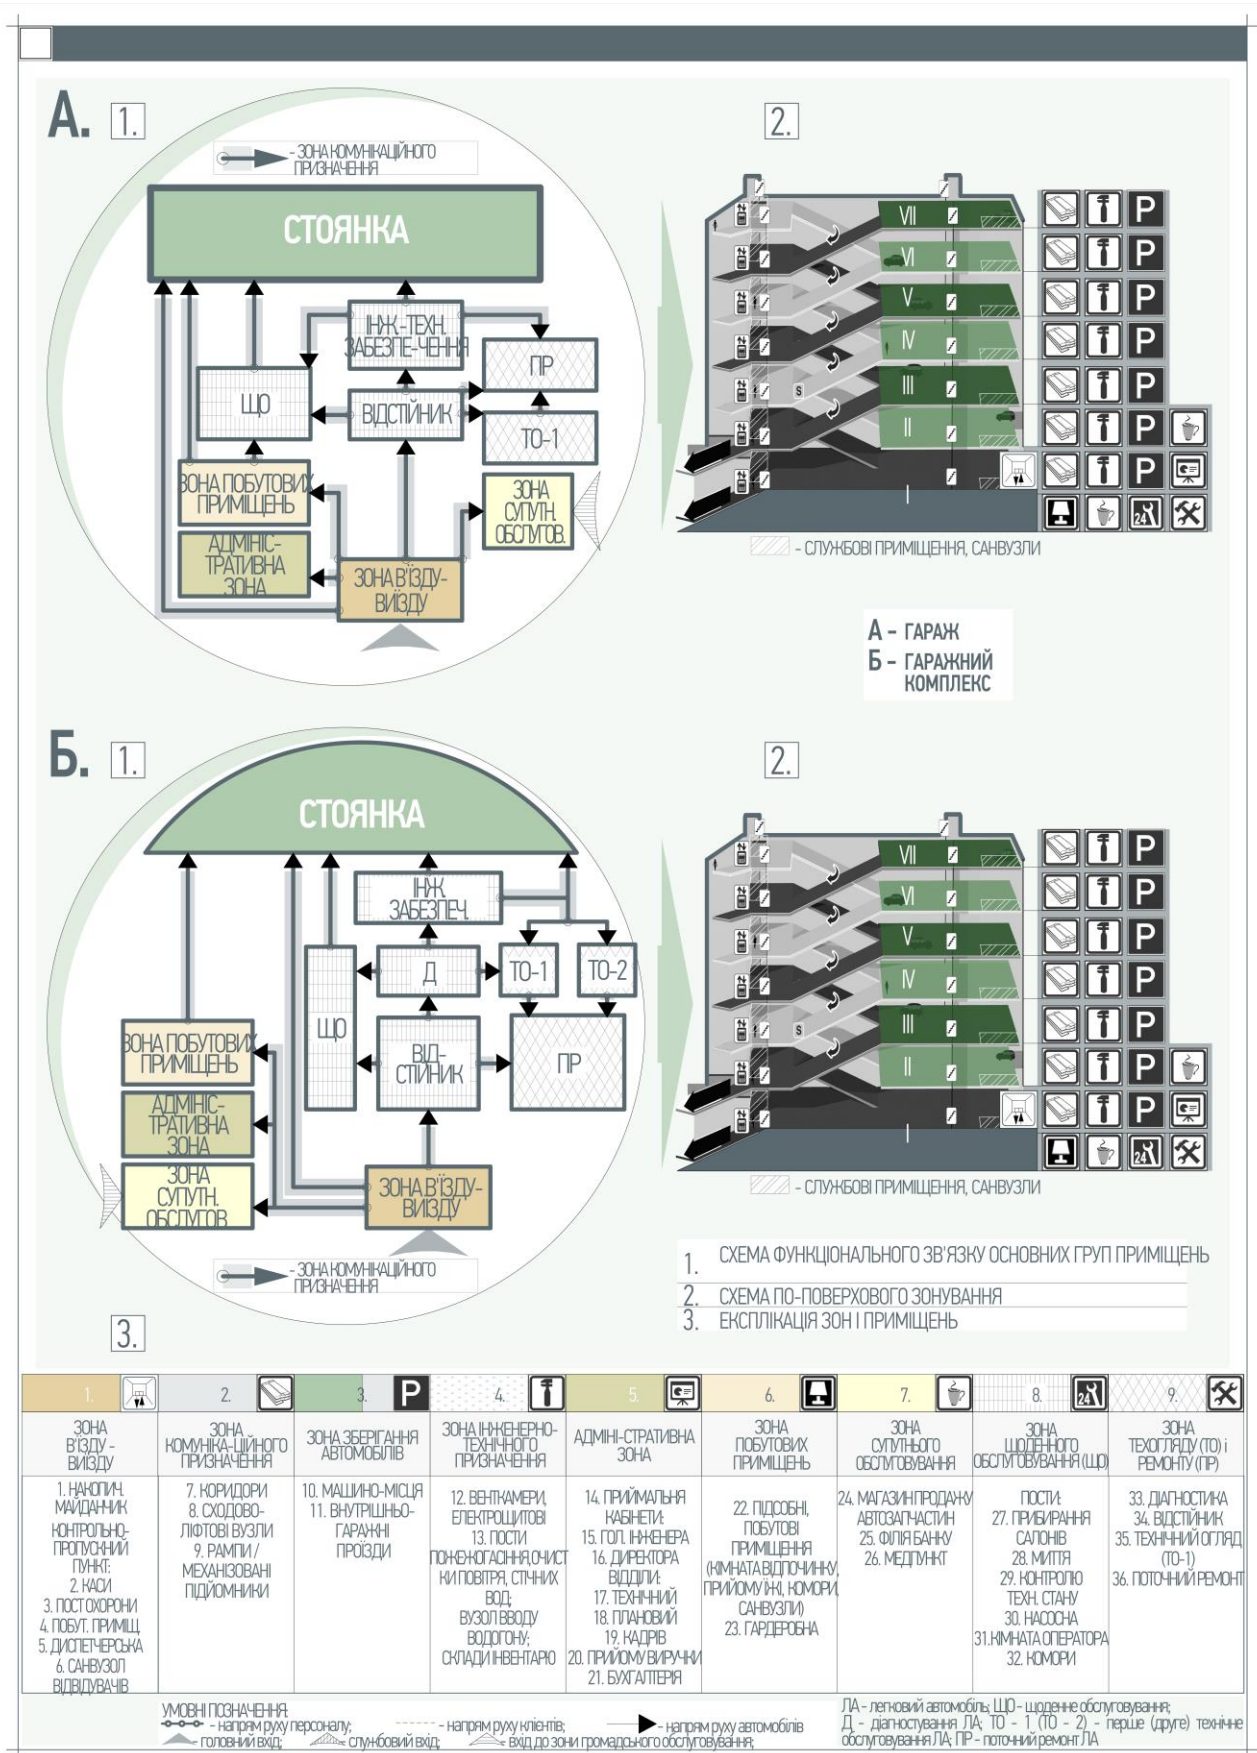 А.
1.
- ЗОНА КОМУНІКАЦІЙНОГО
ПРИЗНАЧЕННЯ
СТОЯНКА
ІНЖ.-ТЕХН.
ЗАБЕЗПЕ-ЧЕННЯ
ПР
ЩО
ВІДСТІЙНИК
ТО-1
ЗОНА ПОБУТОВИХ
ПРИМІЩЕНЬ
ЗОНА
СУПУТН.
ОБСЛУГОВ.
АДМІНІС-
ТРАТИВНА
ЗОНА
ЗОНА В'ЇЗДУ-
ВИЇЗДУ
2.
VII
P
VI
P
V
P
IV
P
S
III
P
II
P
P
I
24
- СЛУЖБОВІ ПРИМІЩЕННЯ, САНВУЗЛИ
А - ГАРАЖ
Б - ГАРАЖНИЙ
КОМПЛЕКС
Б.
1.
СТОЯНКА
ІНЖ.
ЗАБЕЗПЕЧ.
Д
ТО-1
ТО-2
ЩО
ВІД-
СТІЙНИК
ПР
ЗОНА ПОБУТОВИХ
ПРИМІЩЕНЬ
АДМІНІС-
ТРАТИВНА
ЗОНА
ЗОНА
СУПУТН.
ОБСЛУГОВ.
ЗОНА В'ЇЗДУ-
ВИЇЗДУ
- ЗОНА КОМУНІКАЦІЙНОГО
ПРИЗНАЧЕННЯ
2.
VII
P
VI
P
V
P
IV
P
S
III
P
II
P
P
I
24
- СЛУЖБОВІ ПРИМІЩЕННЯ, САНВУЗЛИ
1. СХЕМА ФУНКЦІОНАЛЬНОГО ЗВ'ЯЗКУ ОСНОВНИХ ГРУП ПРИМІЩЕНЬ
2. СХЕМА ПО-ПОВЕРХОВОГО ЗОНУВАННЯ
3. ЕКСПЛІКАЦІЯ ЗОН І ПРИМІЩЕНЬ
3.
1.
ЗОНА
В'ЇЗДУ -
ВИЇЗДУ
1. НАКОПИЧ.
МАЙДАНЧИК
КОНТРОЛЬНО-
ПРОПУСКНИЙ
ПУНКТ:
2. КАСИ
3. ПОСТ ОХОРОНИ
4. ПОБУТ. ПРИМІЩ.
5. ДИСПЕТЧЕРСЬКА
6. САНВУЗОЛ
ВІДВІДУВАЧІВ
2.
ЗОНА
КОМУНІКА-ЦІЙНОГО
ПРИЗНАЧЕННЯ
7. КОРИДОРИ
8. СХОДОВО-
ЛІФТОВІ ВУЗЛИ
9. РАМПИ /
МЕХАНІЗОВАНІ
ПІДЙОМНИКИ
3. P
ЗОНА ЗБЕРІГАННЯ
АВТОМОБІЛІВ
10. МАШИНО-МІСЦЯ
11. ВНУТРІШНЬО-
ГАРАЖНІ
ПРОЇЗДИ
4.
ЗОНА ІНЖЕНЕРНО-
ТЕХНІЧНОГО
ПРИЗНАЧЕННЯ
12. ВЕНТКАМЕРИ,
ЕЛЕКТРОЩИТОВІ
13. ПОСТИ
ПОЖЕЖОГАСІННЯ,ОЧИСТ
КИ ПОВІТРЯ, СТІЧНИХ
ВОД;
ВУЗОЛ ВВОДУ
ВОДОГОНУ;
СКЛАДИ ІНВЕНТАРЮ
5.
АДМІНІ-СТРАТИВНА
ЗОНА
14. ПРИЙМАЛЬНЯ
КАБІНЕТИ:
15. ГОЛ. ІНЖЕНЕРА
16. ДИРЕКТОРА
ВІДДІЛИ:
17. ТЕХНІЧНИЙ
18. ПЛАНОВИЙ
19. КАДРІВ
20. ПРИЙОМУ ВИРУЧКИ
21. БУХГАЛТЕРІЯ
6.
ЗОНА
ПОБУТОВИХ
ПРИМІЩЕНЬ
22. ПІДСОБНІ,
ПОБУТОВІ
ПРИМІЩЕННЯ
(КІМНАТА ВІДПОЧИНКУ,
ПРИЙОМУ ЇЖІ, КОМОРИ,
САНВУЗЛИ)
23. ГАРДЕРОБНА
7.
ЗОНА
СУПУТНЬОГО
ОБСЛУГОВУВАННЯ
24. МАГАЗИН ПРОДАЖУ
АВТОЗАПЧАСТИН
25. ФІЛІЯ БАНКУ
26. МЕДПУНКТ
8. 24
ЗОНА
ЩОДЕННОГО
ОБСЛУГОВУВАННЯ (ЩО)
ПОСТИ:
27. ПРИБИРАННЯ
САЛОНІВ
28. МИТТЯ
29. КОНТРОЛЮ
ТЕХН. СТАНУ
30. НАСОСНА
31.КІМНАТА ОПЕРАТОРА
32. КОМОРИ
9.
ЗОНА
ТЕХОГЛЯДУ (ТО) і
РЕМОНТУ (ПР)
33. ДІАГНОСТИКА
34. ВІДСТІЙНИК
35. ТЕХНІЧНИЙ ОГЛЯД
(ТО-1)
36. ПОТОЧНИЙ РЕМОНТ
УМОВНІ ПОЗНАЧЕННЯ:
- напрям руху персоналу;
- напрям руху клієнтів;
- напрям руху автомобілів
- головний вхід;
- службовий вхід;
- вхід до зони громадського обслуговування;
ЛА - легковий автомобіль; ЩО - щоденне обслуговування;
Д - діагностування ЛА; ТО - 1 (ТО - 2) - перше (друге) технічне
обслуговування ЛА; ПР - поточний ремонт ЛА